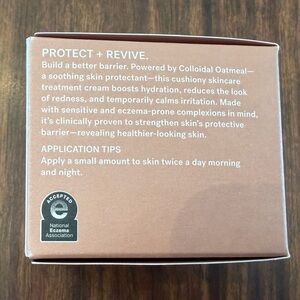 PROTECT + REVIVE.
Build a better barrier. Powered by Colloidal Oatmeal—
a soothing skin protectant—this cushiony skincare
treatment cream boosts hydration, reduces the look
of redness, and temporarily calms irritation. Made
with sensitive and eczema-prone complexions in mind,
it's clinically proven to strengthen skin's protective
barrier—revealing healthier-looking skin.
APPLICATION TIPS
Apply a small amount to skin twice a day morning
and night.
ACCEPTED
e
National
Eczema
Association